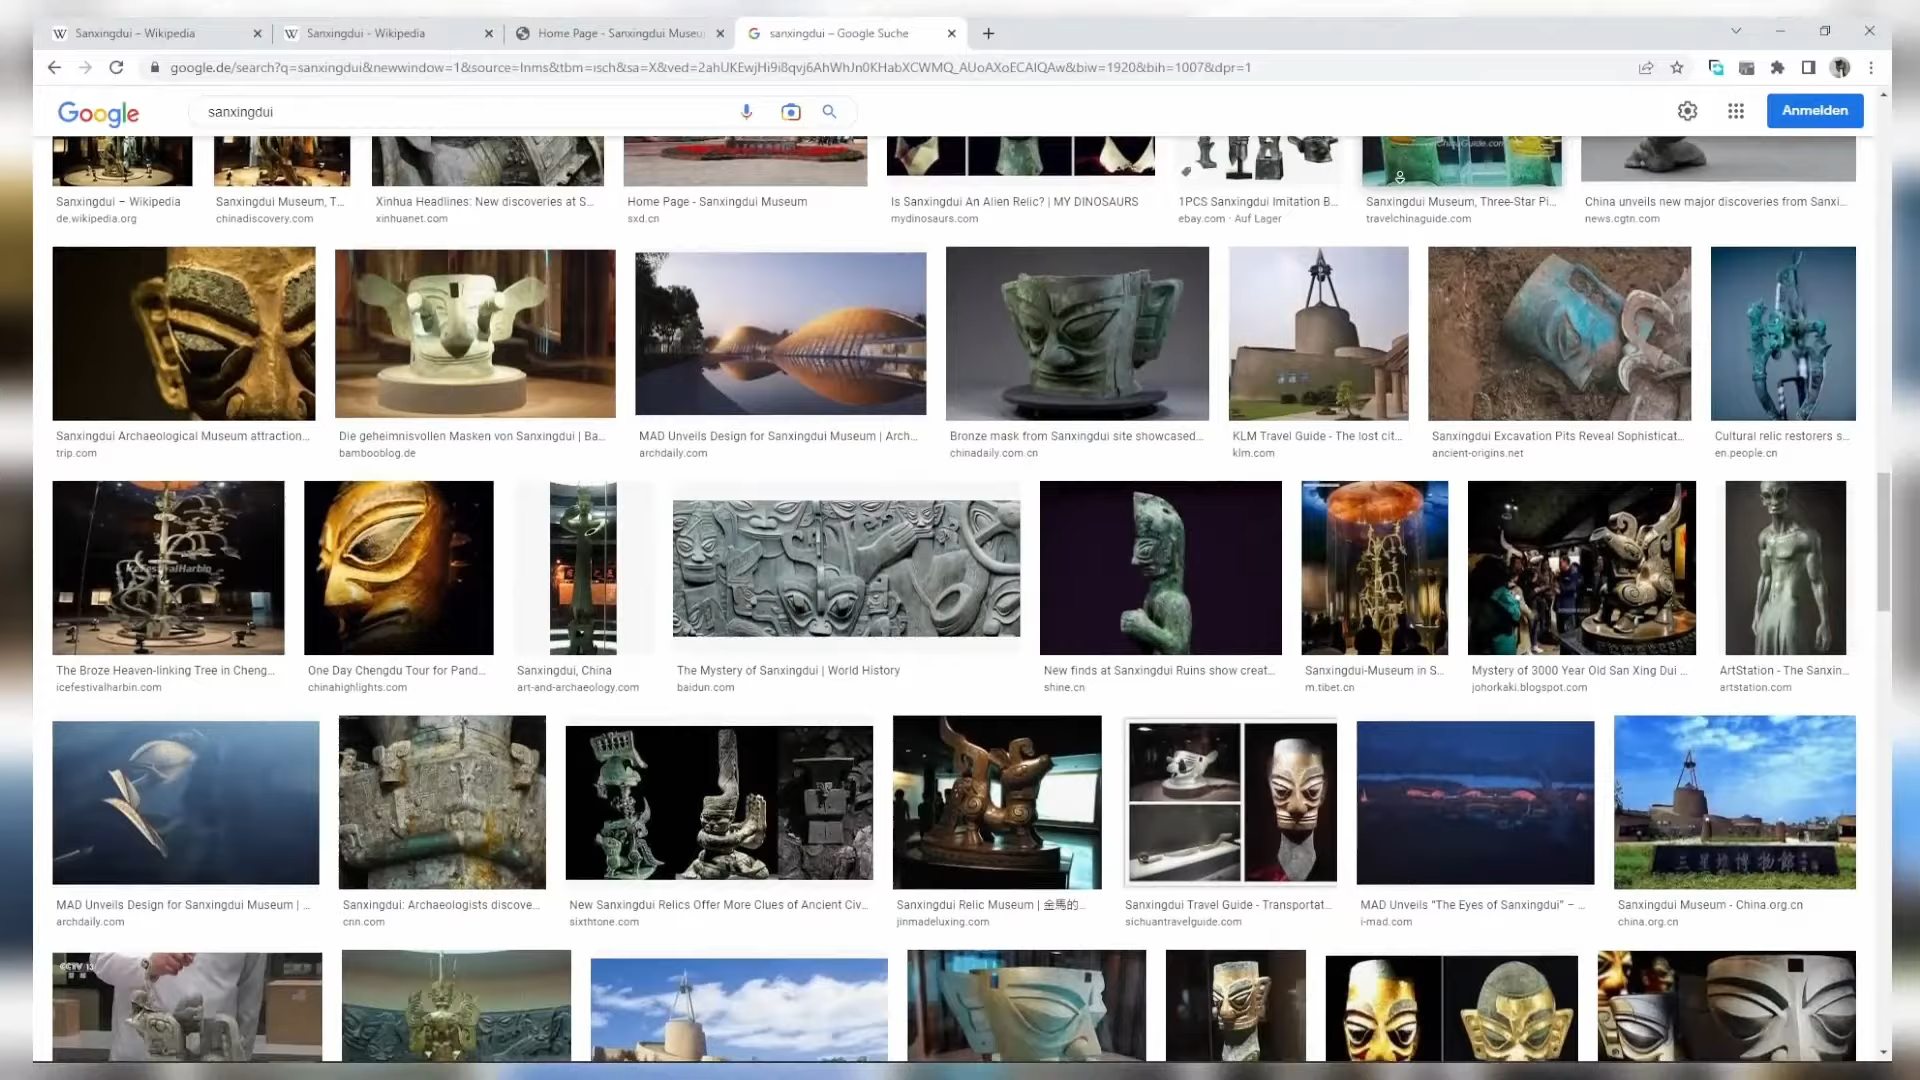 Sanxingdui – Wikipedia
Sanxingdui - Wikipedia
Home Page - Sanxingdui Museu
sanxingdui – Google Suche
google.de/search?q=sanxingdui&newwindow=1&source=lnms&tbm=isch&sa=X&ved=2ahUKEwjHi9i8qvj6AhWhJn0KHabXCWMQ_AUoAXoECAIQAw&biw=1920&bih=1007&dpr=1
Google
sanxingdui
Anmelden
Sanxingdui – Wikipedia
de.wikipedia.org
Sanxingdui Museum, T...
chinadiscovery.com
Xinhua Headlines: New discoveries at S...
xinhuanet.com
Home Page - Sanxingdui Museum
sxd.cn
Is Sanxingdui An Alien Relic? | MY DINOSAURS
mydinosaurs.com
1PCS Sanxingdui Imitation B...
ebay.com · Auf Lager
Sanxingdui Museum, Three-Star Pi...
travelchinaguide.com
China unveils new major discoveries from Sanxi...
news.cgtn.com
Sanxingdui Archaeological Museum attraction...
trip.com
Die geheimnisvollen Masken von Sanxingdui | Ba...
bambooblog.de
MAD Unveils Design for Sanxingdui Museum | Arch...
archdaily.com
Bronze mask from Sanxingdui site showcased...
chinadaily.com.cn
KLM Travel Guide - The lost cit...
klm.com
Sanxingdui Excavation Pits Reveal Sophisticat...
ancient-origins.net
Cultural relic restorers s...
en.people.cn
IceFestivalHarbin
The Broze Heaven-linking Tree in Cheng...
icefestivalharbin.com
One Day Chengdu Tour for Pand...
chinahighlights.com
Sanxingdui, China
art-and-archaeology.com
The Mystery of Sanxingdui | World History
baidun.com
New finds at Sanxingdui Ruins show creat...
shine.cn
Sanxingdui-Museum in S...
m.tibet.cn
Mystery of 3000 Year Old San Xing Dui ...
johorkaki.blogspot.com
ArtStation - The Sanxin...
artstation.com
MAD Unveils Design for Sanxingdui Museum | ...
archdaily.com
Sanxingdui: Archaeologists discove...
cnn.com
New Sanxingdui Relics Offer More Clues of Ancient Civ...
sixthtone.com
Sanxingdui Relic Museum | 金馬的...
jinmadeluxing.com
Sanxingdui Travel Guide - Transportat...
sichuantravelguide.com
MAD Unveils “The Eyes of Sanxingdui” – ...
i-mad.com
三星堆博物館
Sanxingdui Museum - China.org.cn
china.org.cn
CCTV 13